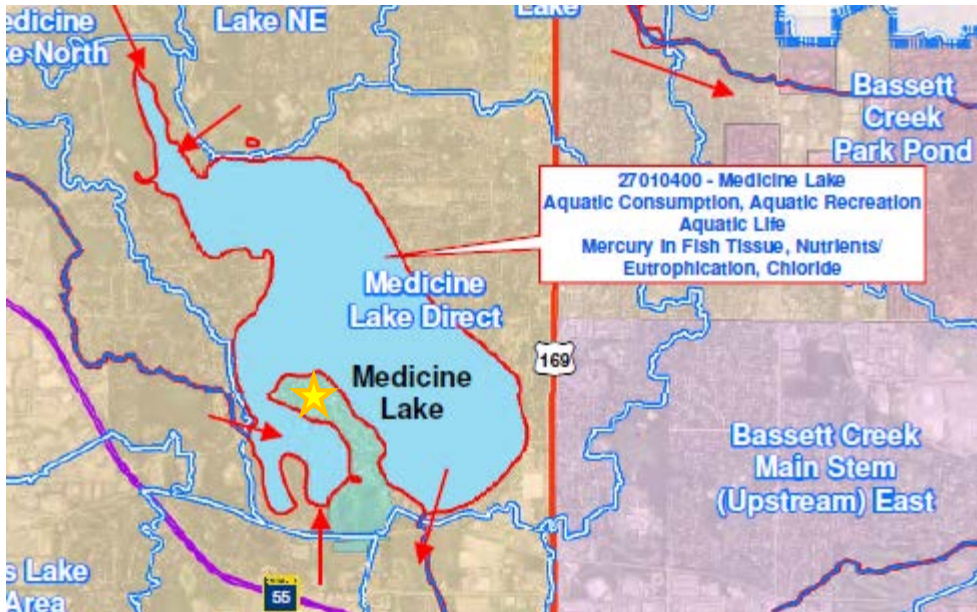 edicine
ke North
Lake NE
Lake
Bassett
Creek
Park Pond
27010400 - Medicine Lake
Aquatic Consumption, Aquatic Recreation
Aquatic Life
Mercury in Fish Tissue, Nutrients/
Eutrophication, Chloride
Medicine
Lake Direct
169
Medicine
Lake
Bassett Creek
Main Stem
(Upstream) East
s Lake
Area
55